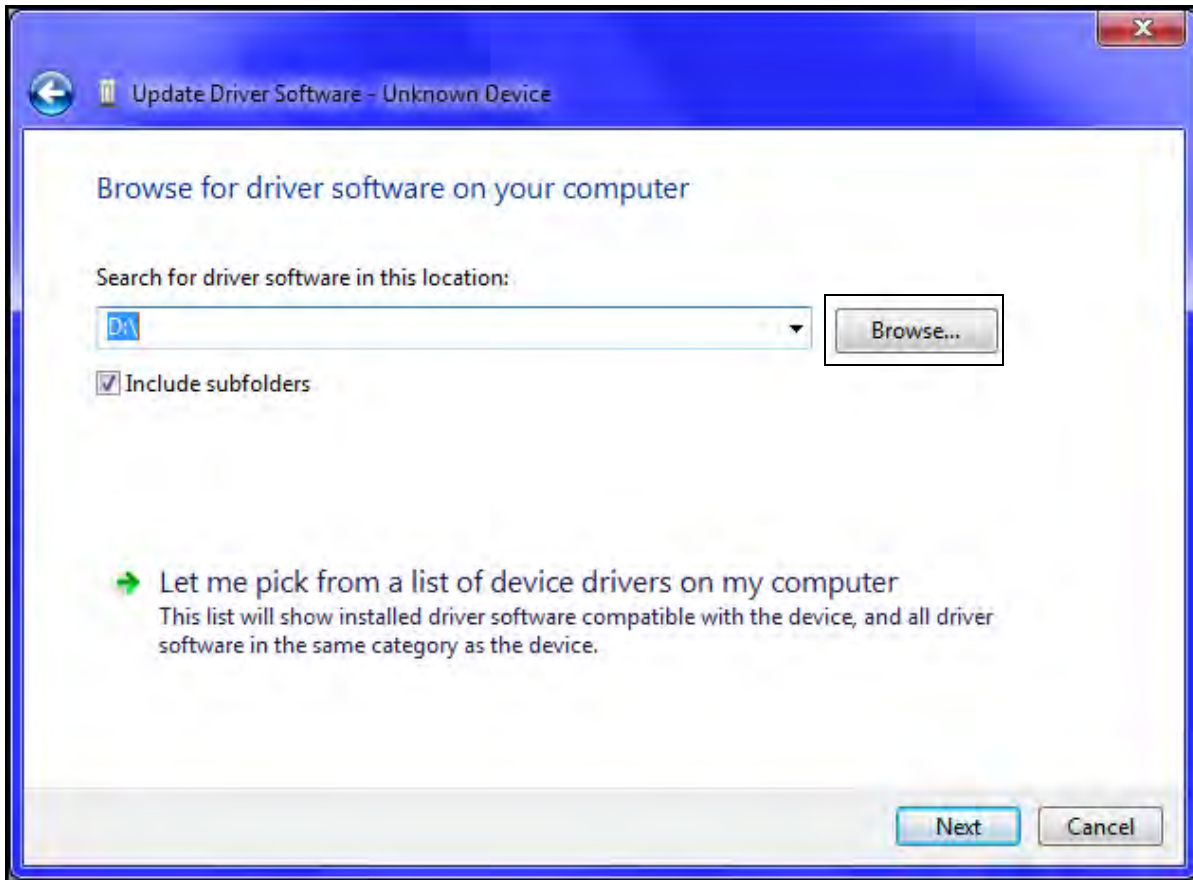 X
Update Driver Software - Unknown Device
Browse for driver software on your computer
Search for driver software in this location:
D:\
Browse...
Include subfolders
Let me pick from a list of device drivers on my computer
This list will show installed driver software compatible with the device, and all driver
software in the same category as the device.
Next
Cancel